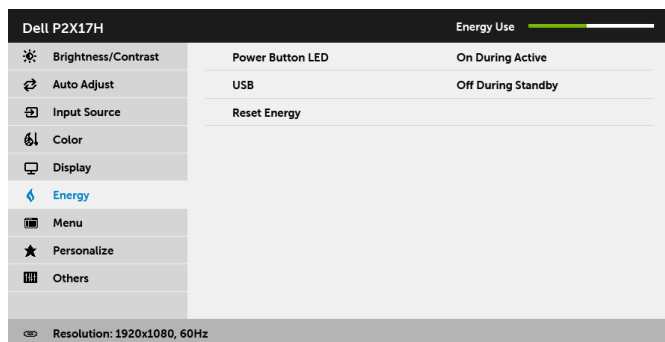 Dell P2X17H Energy Use
Brightness/Contrast Power Button LED On During Active
Auto Adjust USB Off During Standby
Input Source Reset Energy
Color
Display
Energy
Menu
Personalize
Others
Resolution: 1920x1080, 60Hz